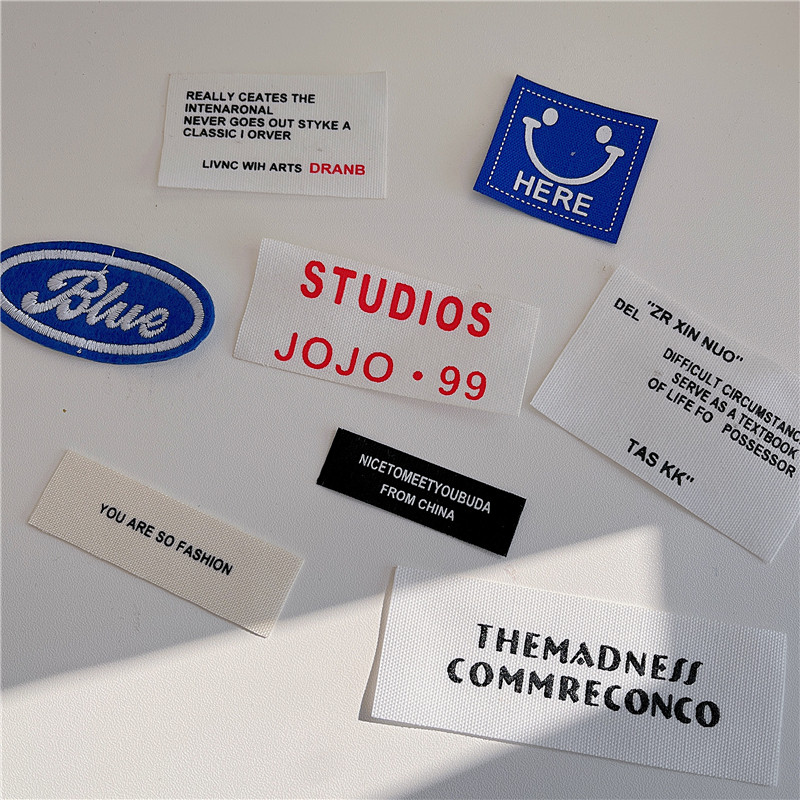 REALLY CEATES THE
INTENARONAL
NEVER GOES OUT STYKE A
CLASSIC I ORVER
LIVNC WIH ARTS DRANB
HERE
Blue
STUDIOS
JOJO · 99
DEL "ZR XIN NUO"
DIFFICULT
SERVE AS A TEXTBOOK
OF LIFE FO POSSESSOR
TAS KK"
NICETOMEETYOUBUDA
FROM CHINA
YOU ARE SO FASHION
THEMADNESS
COMMRECONCO